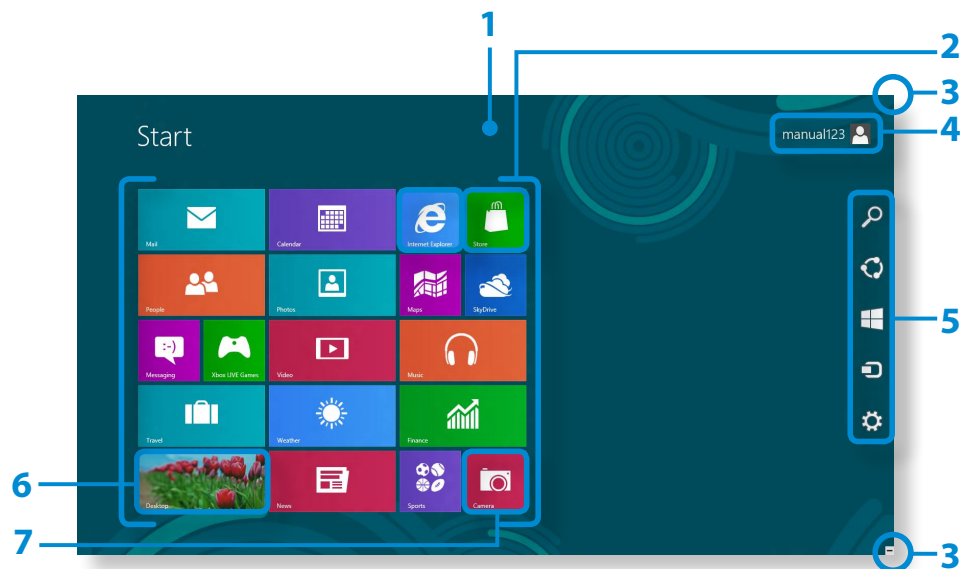 1
2
3
Start
manual123
4
Mail
Calendar
Internet Explorer
Store
People
Photos
Maps
SkyDrive
5
Messaging
Xbox LIVE Games
Video
Music
Travel
Weather
Finance
6
Desktop
News
Sports
Camera
7
3